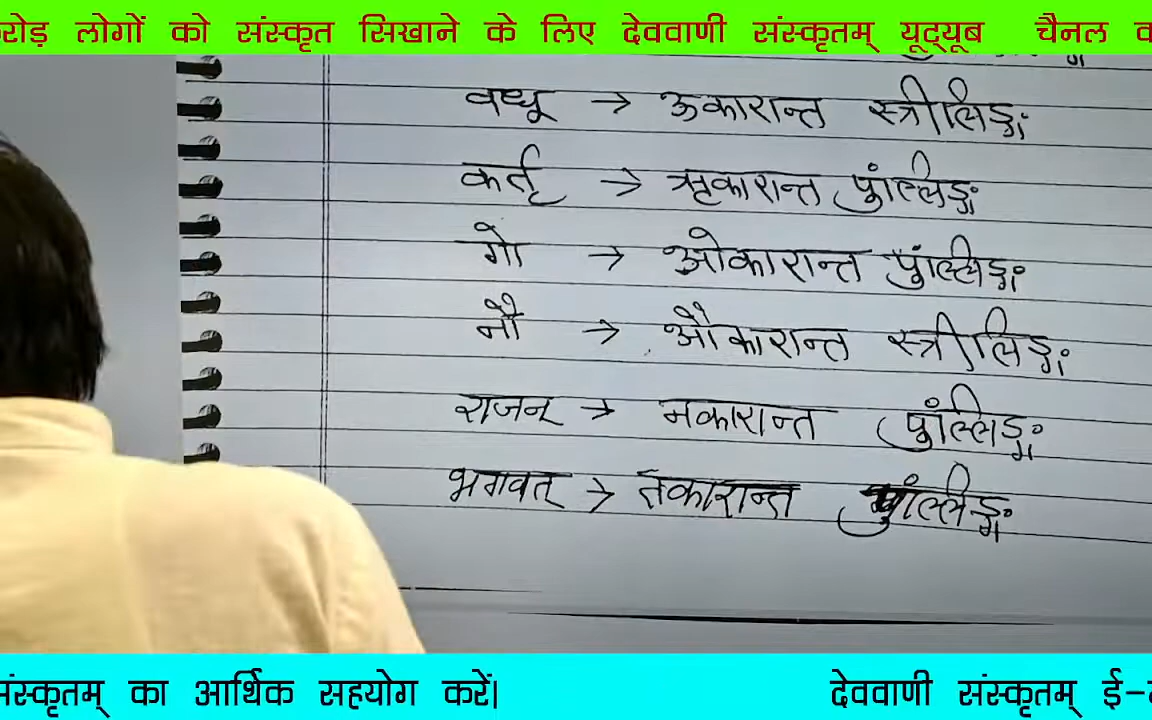 रोड़ लोगों को संस्कृत सिखाने के लिए देववाणी संस्कृतम् यूट्यूब चैनल क
वधू → ऊकारान्त स्त्रीलिङ्गः
कर्तृ → ऋकारान्त पुंल्लिङ्गः
गो → ओकारान्त पुंल्लिङ्गः
नौ → औकारान्त स्त्रीलिङ्गः
राजन् → नकारान्त पुंल्लिङ्गः
भगवत् → तकारान्त पुंल्लिङ्गः
संस्कृतम् का आर्थिक सहयोग करें। देववाणी संस्कृतम् ई-